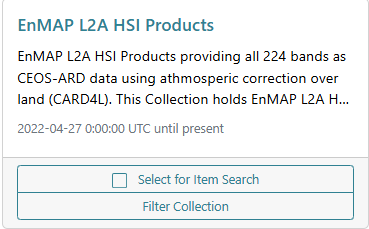 EnMAP L2A HSI Products
EnMAP L2A HSI Products providing all 224 bands as
CEOS-ARD data using athmosperic correction over
land (CARD4L). This Collection holds EnMAP L2A H...
2022-04-27 0:00:00 UTC until present
Select for Item Search
Filter Collection